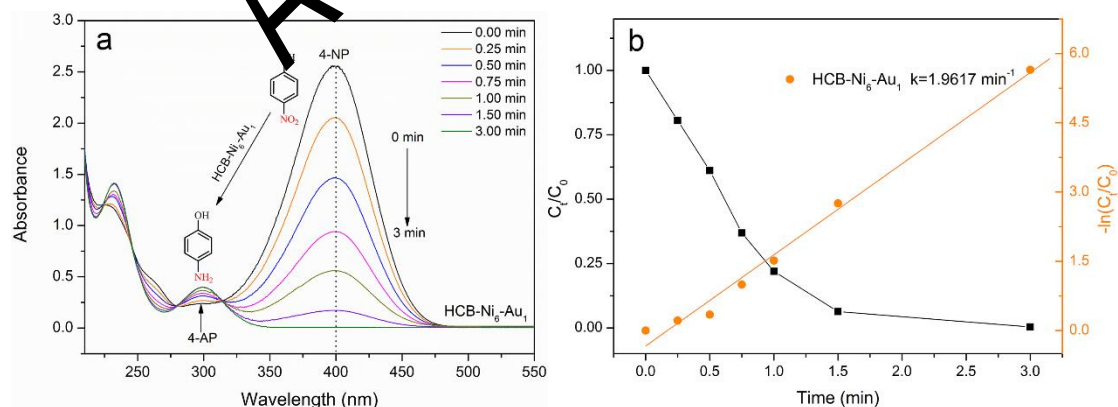 A
a
3.0
2.5
2.0
1.5
1.0
0.5
0.0
Absorbance
200
250
300
350
400
450
500
550
Wavelength (nm)
4-NP
NO₂
HCB-Ni₆-Au₁
OH
NH₂
4-AP
0.00 min
0.25 min
0.50 min
0.75 min
1.00 min
1.50 min
3.00 min
0 min
3 min
HCB-Ni₆-Au₁
b
1.00
0.75
0.50
0.25
0.00
Cₜ/C₀
HCB-Ni₆-Au₁ k=1.9617 min⁻¹
0.0
0.5
1.0
1.5
2.0
2.5
3.0
Time (min)
6.0
4.5
3.0
1.5
0.0
-ln(Cₜ/C₀)